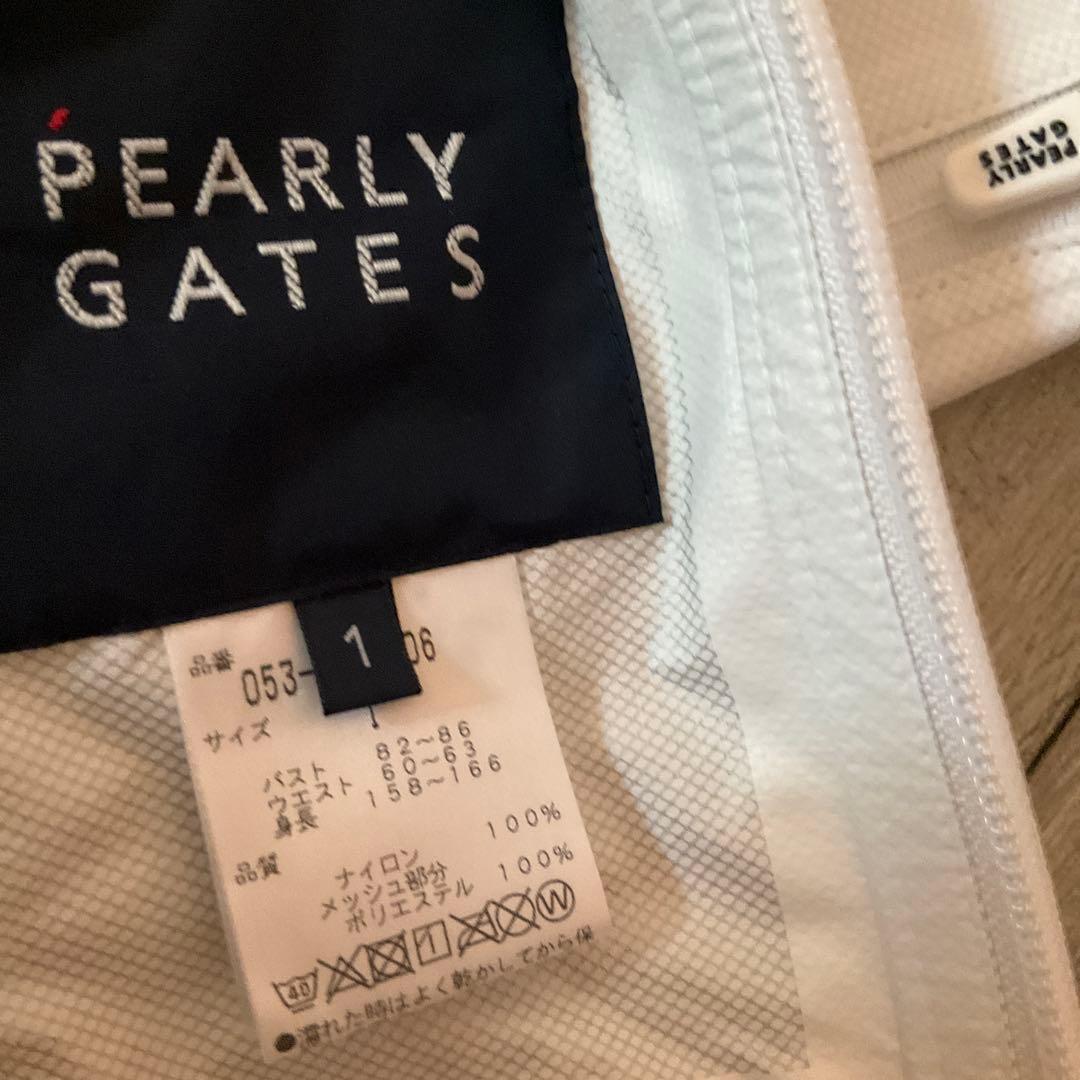 PEARLY
GATES
PEARLY
GATES
1
品番 053- 06
サイズ 1
バスト 82~86
ウエスト 60~63
身長 158~166
品質
ナイロン 100%
メッシュ部分
ポリエステル 100%
40 W
●濡れた時はよく乾かしてから保